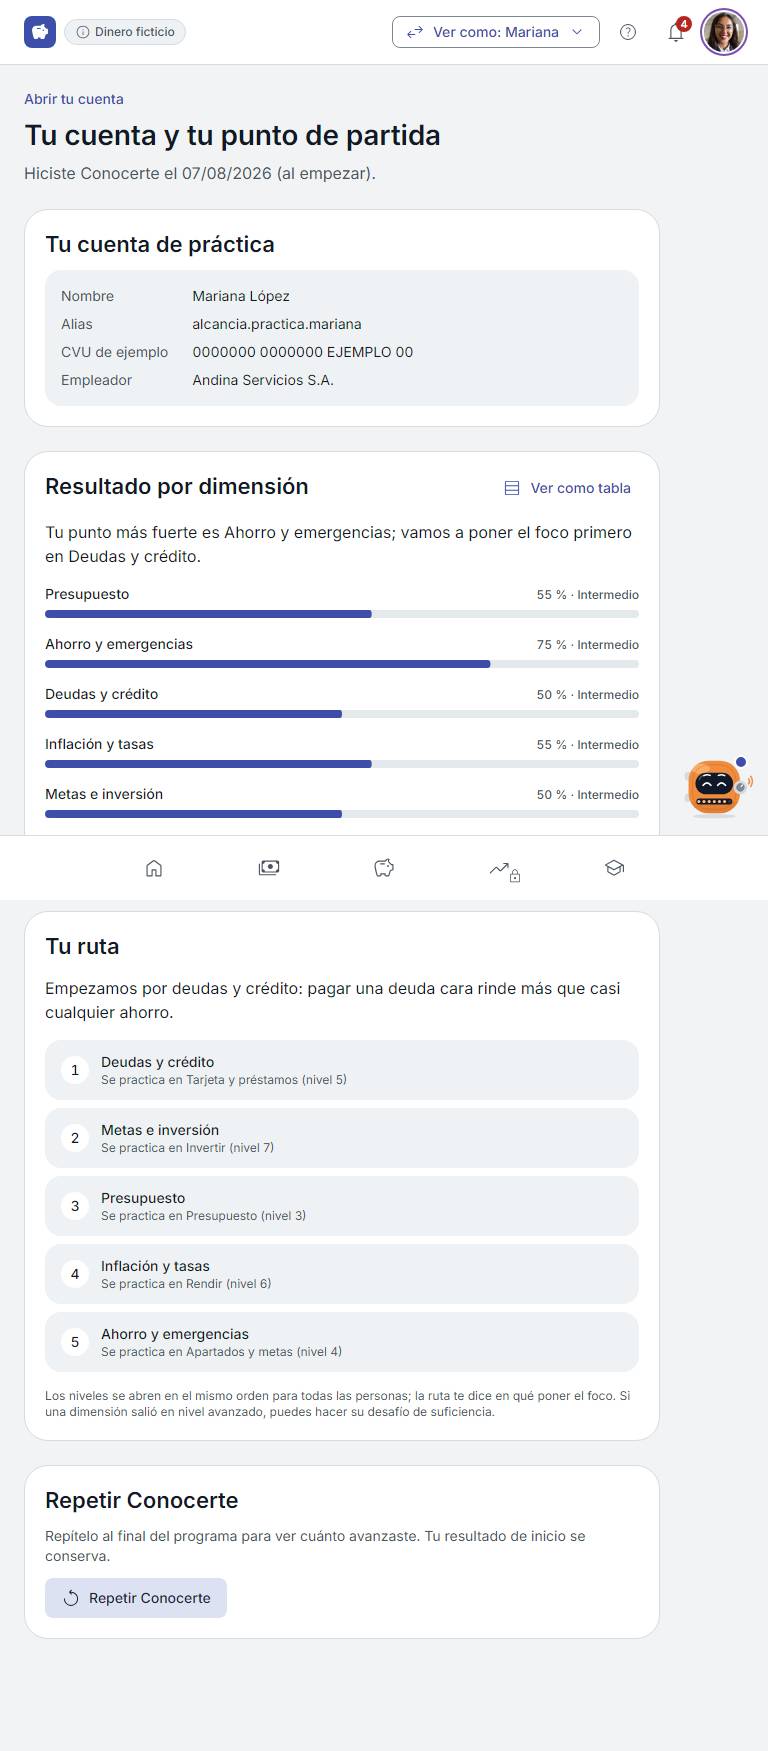 Dinero ficticio
Ver como: Mariana
4
Abrir tu cuenta
Tu cuenta y tu punto de partida
Hiciste Conocerte el 07/08/2026 (al empezar).
Tu cuenta de práctica
Nombre Mariana López
Alias alcancia.practica.mariana
CVU de ejemplo 0000000 0000000 EJEMPLO 00
Empleador Andina Servicios S.A.
Resultado por dimensión
Ver como tabla
Tu punto más fuerte es Ahorro y emergencias; vamos a poner el foco primero
en Deudas y crédito.
Presupuesto 55 % · Intermedio
Ahorro y emergencias 75 % · Intermedio
Deudas y crédito 50 % · Intermedio
Inflación y tasas 55 % · Intermedio
Metas e inversión 50 % · Intermedio
Tu ruta
Empezamos por deudas y crédito: pagar una deuda cara rinde más que casi
cualquier ahorro.
1 Deudas y crédito
Se practica en Tarjeta y préstamos (nivel 5)
2 Metas e inversión
Se practica en Invertir (nivel 7)
3 Presupuesto
Se practica en Presupuesto (nivel 3)
4 Inflación y tasas
Se practica en Rendir (nivel 6)
5 Ahorro y emergencias
Se practica en Apartados y metas (nivel 4)
Los niveles se abren en el mismo orden para todas las personas; la ruta te dice en qué poner el foco. Si
una dimensión salió en nivel avanzado, puedes hacer su desafío de suficiencia.
Repetir Conocerte
Repítelo al final del programa para ver cuánto avanzaste. Tu resultado de inicio se
conserva.
Repetir Conocerte